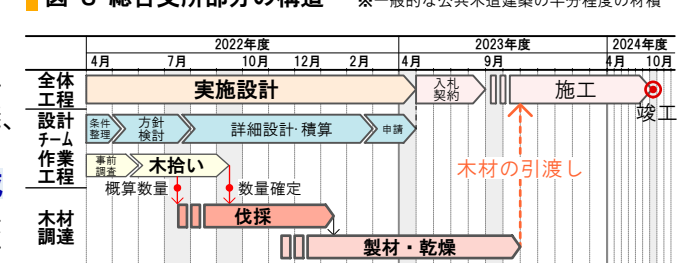 図 3 総合支所部分の構造 ※一般的な公共木造建築の半分程度の材積
2022年度 2023年度 2024年度
4月 7月 10月 12月 2月 4月 9月 4月 10月
全体
工程
実施設計
入札
契約
施工
竣工
設計
チーム
条件
整理
方針
検討
詳細設計・積算
申請
作業
工程
事前
調査
木拾い
木材の引渡し
概算数量 数量確定
木材
調達
伐採
製材・乾燥